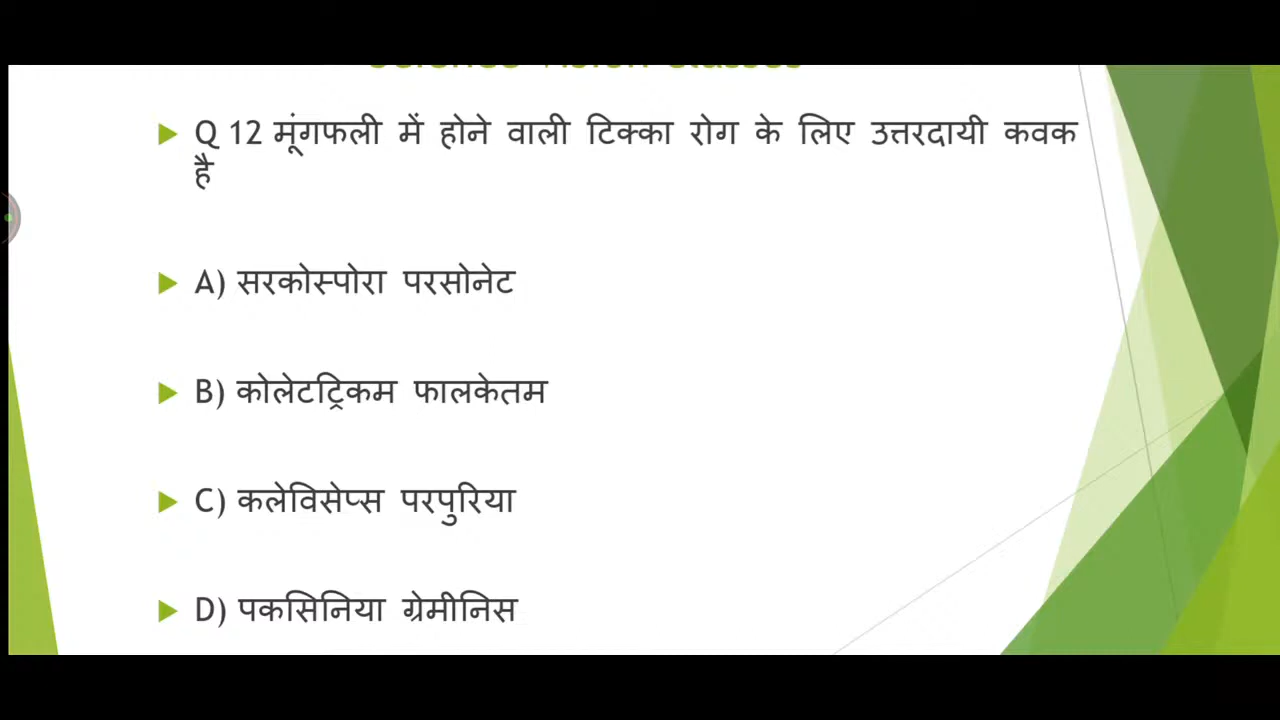 Q 12 मूंगफली में होने वाली टिक्का रोग के लिए उत्तरदायी कवक
है
A) सरकोस्पोरा परसोनेट
B) कोलेटट्रिकम फालकेतम
C) कलेविसेप्स परपुरिया
D) पकसिनिया ग्रेमीनिस